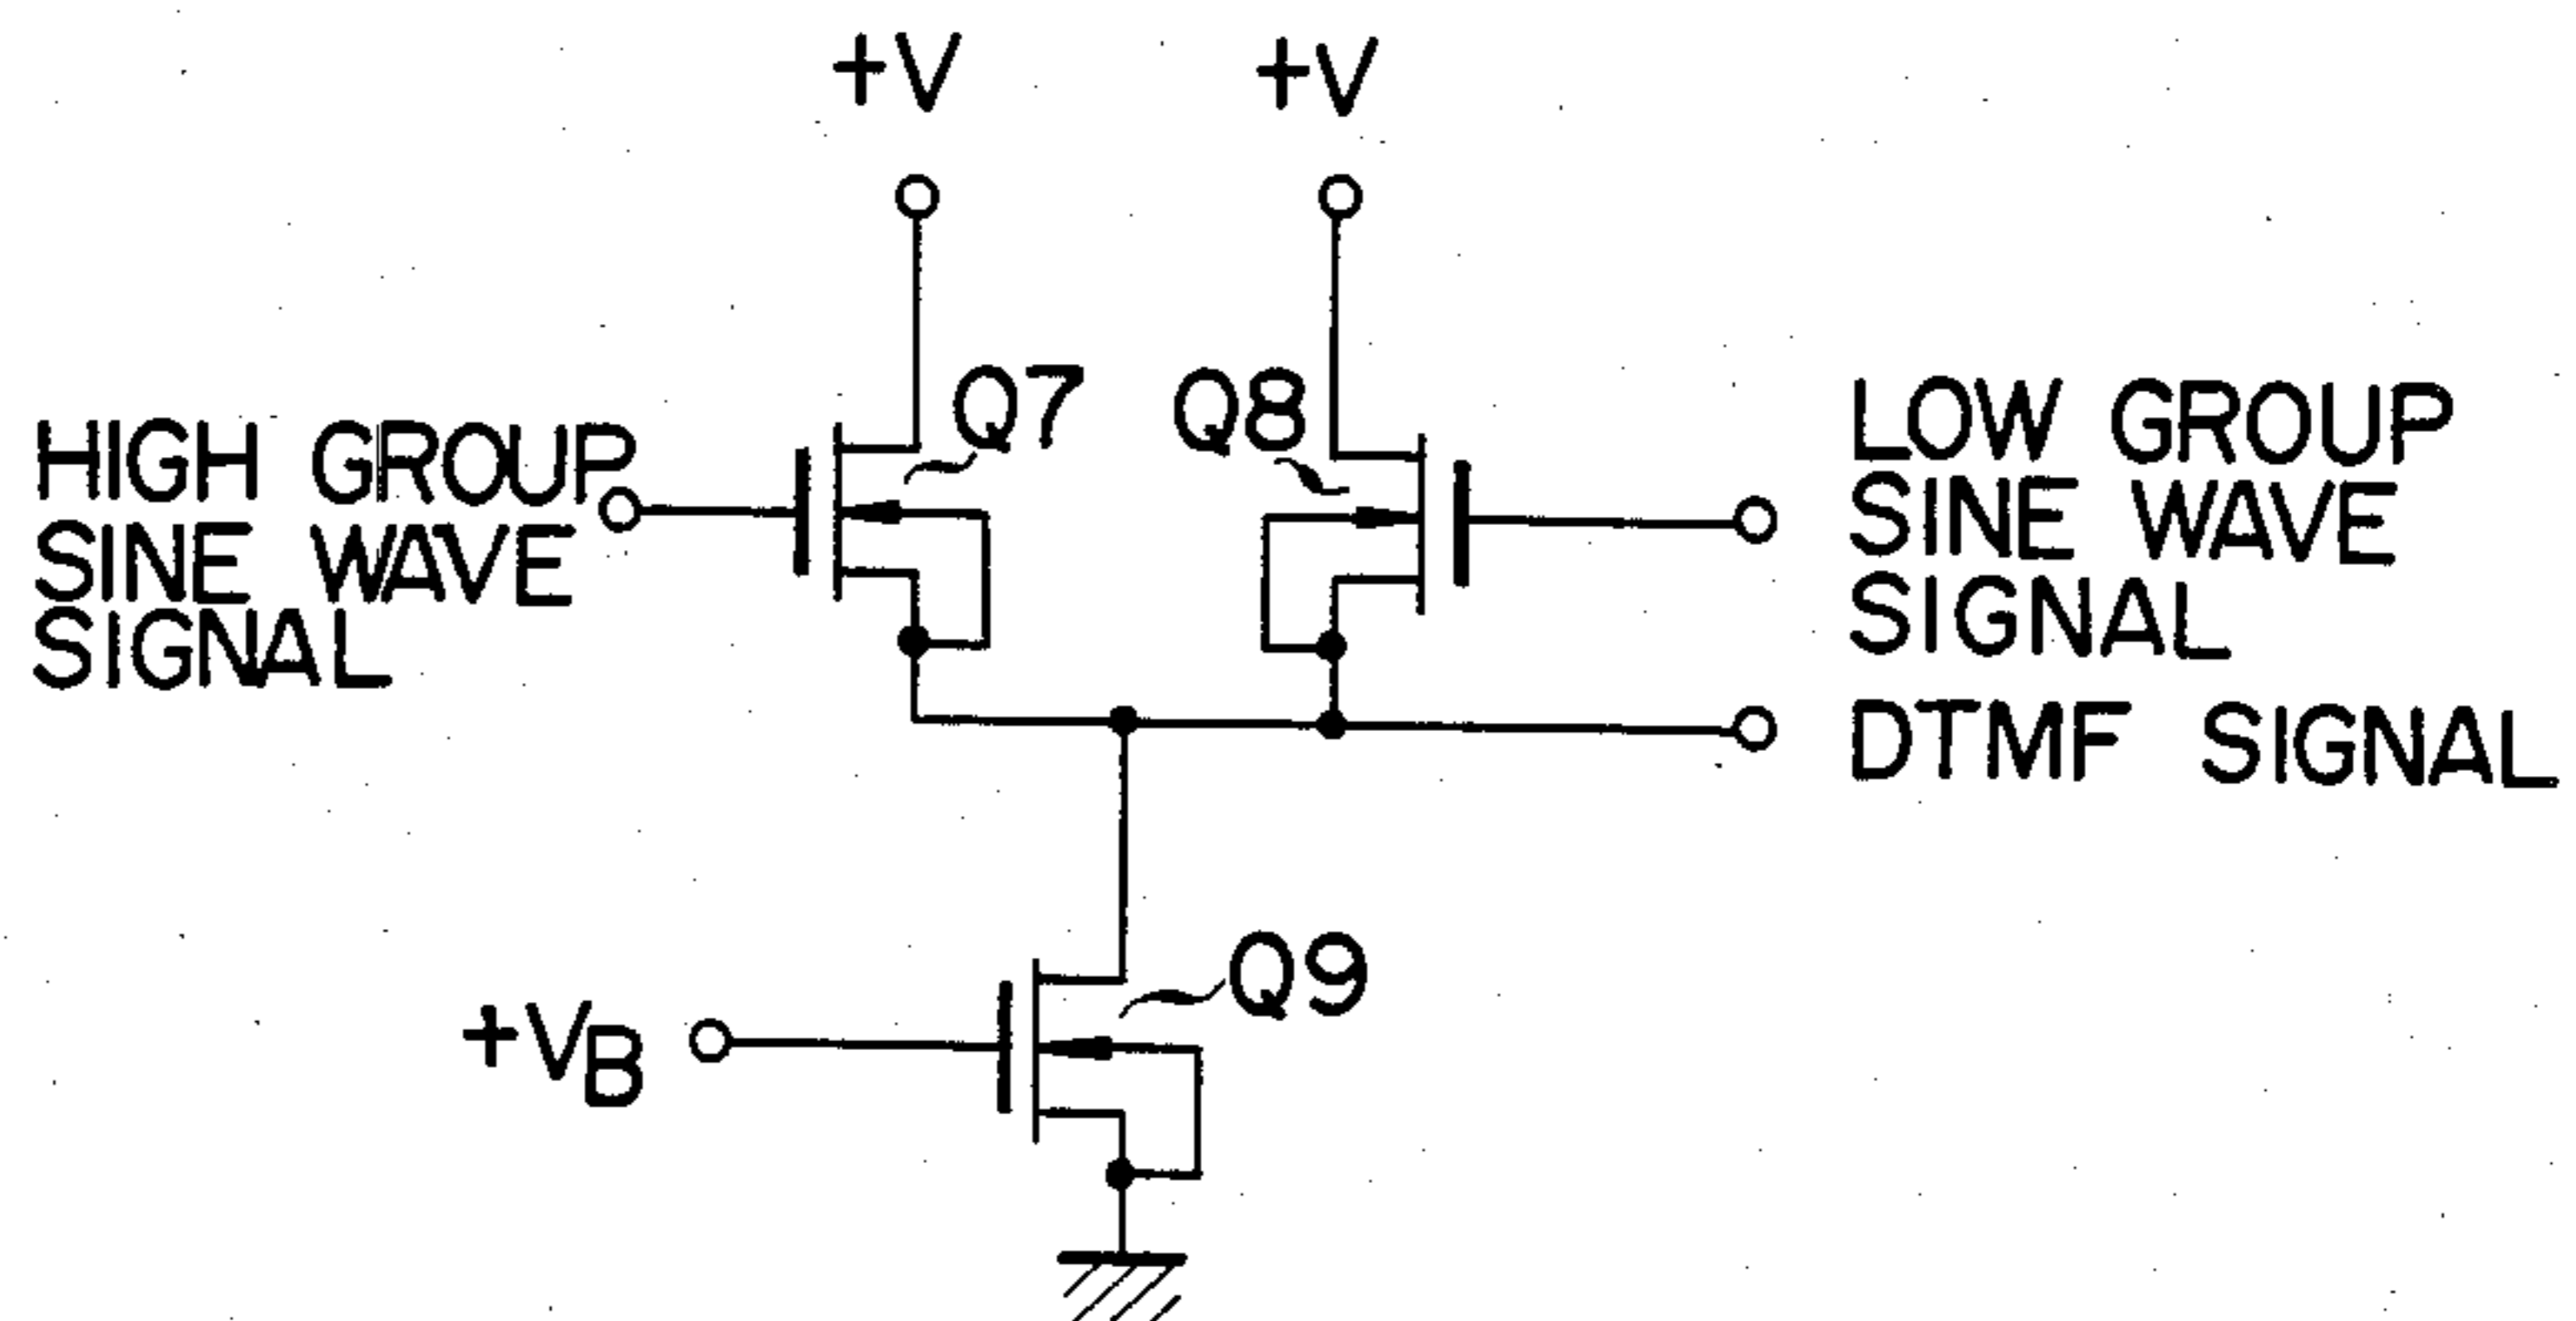 +V
+V
Q7
Q8
HIGH GROUP
SINE WAVE
SIGNAL
LOW GROUP
SINE WAVE
SIGNAL
DTMF SIGNAL
Q9
+VB